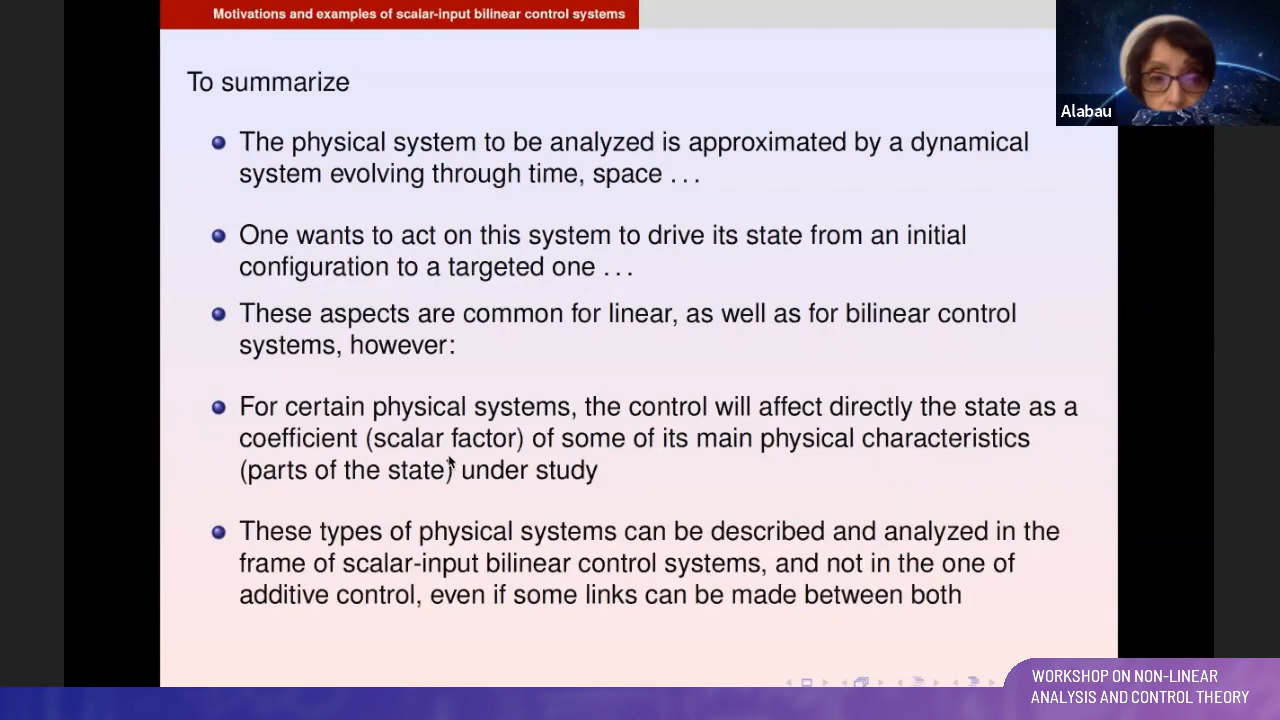 Motivations and examples of scalar-input bilinear control systems
To summarize
The physical system to be analyzed is approximated by a dynamical
system evolving through time, space . . .
One wants to act on this system to drive its state from an initial
configuration to a targeted one . . .
These aspects are common for linear, as well as for bilinear control
systems, however:
For certain physical systems, the control will affect directly the state as a
coefficient (scalar factor) of some of its main physical characteristics
(parts of the state) under study
These types of physical systems can be described and analyzed in the
frame of scalar-input bilinear control systems, and not in the one of
additive control, even if some links can be made between both
Alabau
WORKSHOP ON NON-LINEAR
ANALYSIS AND CONTROL THEORY